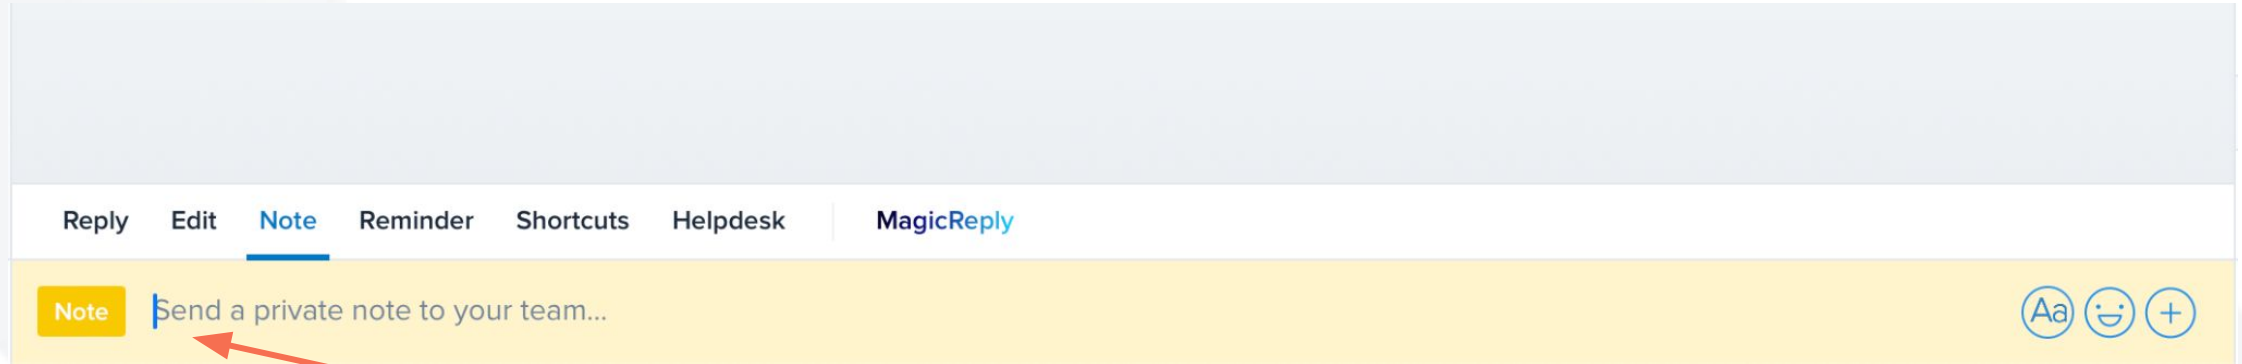 Reply Edit Note Reminder Shortcuts Helpdesk MagicReply
Note Send a private note to your team... Aa